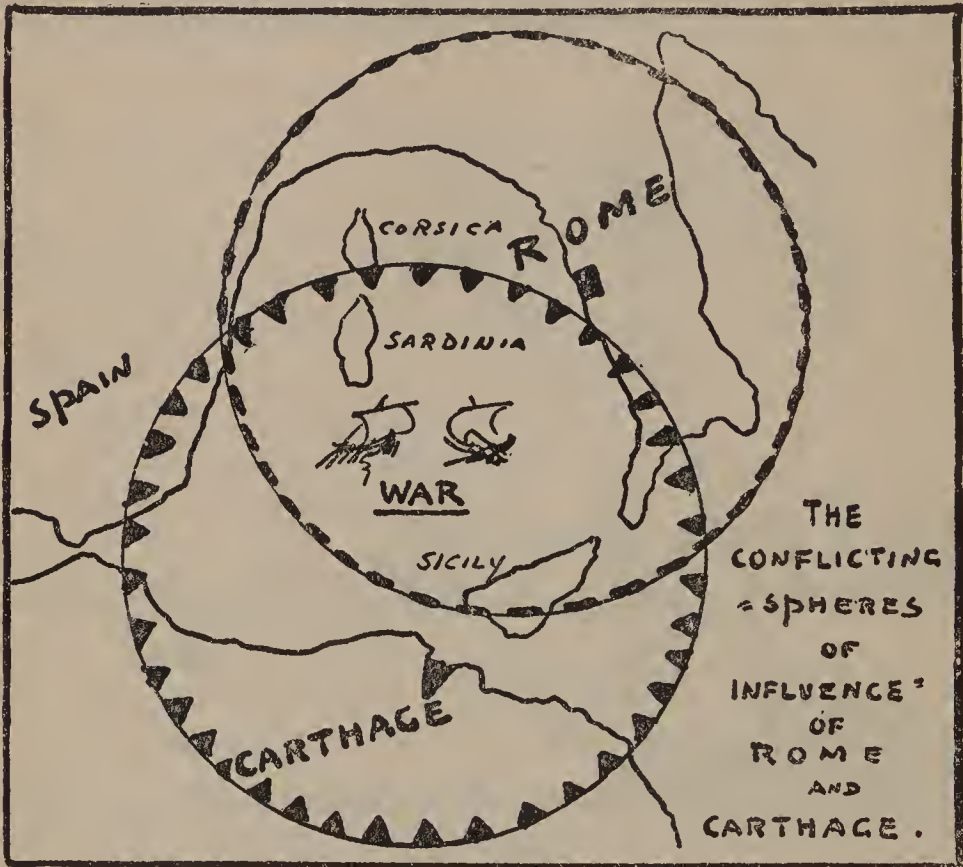 CORSICA
ROME
SARDINIA
SPAIN
WAR
SICILY
CARTHAGE
THE
CONFLICTING
"SPHERES
OF
INFLUENCE"
OF
ROME
AND
CARTHAGE.